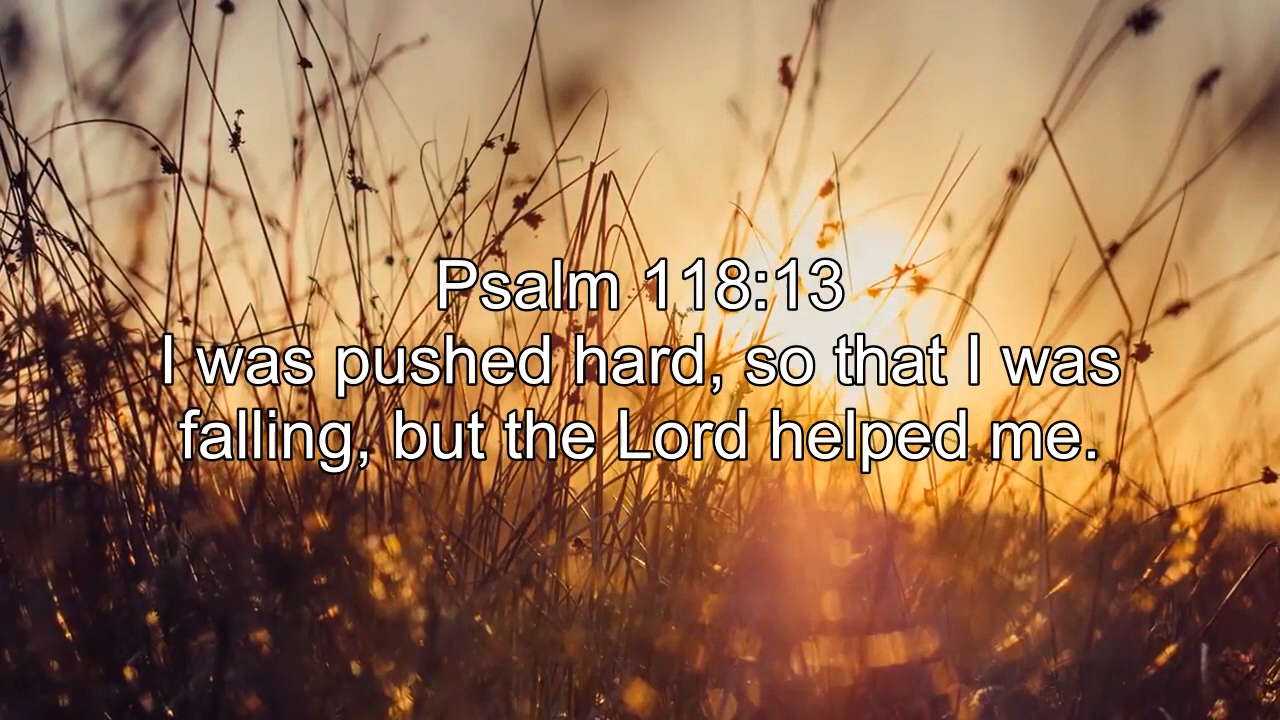 Psalm 118:13
I was pushed hard, so that I was
falling, but the Lord helped me.